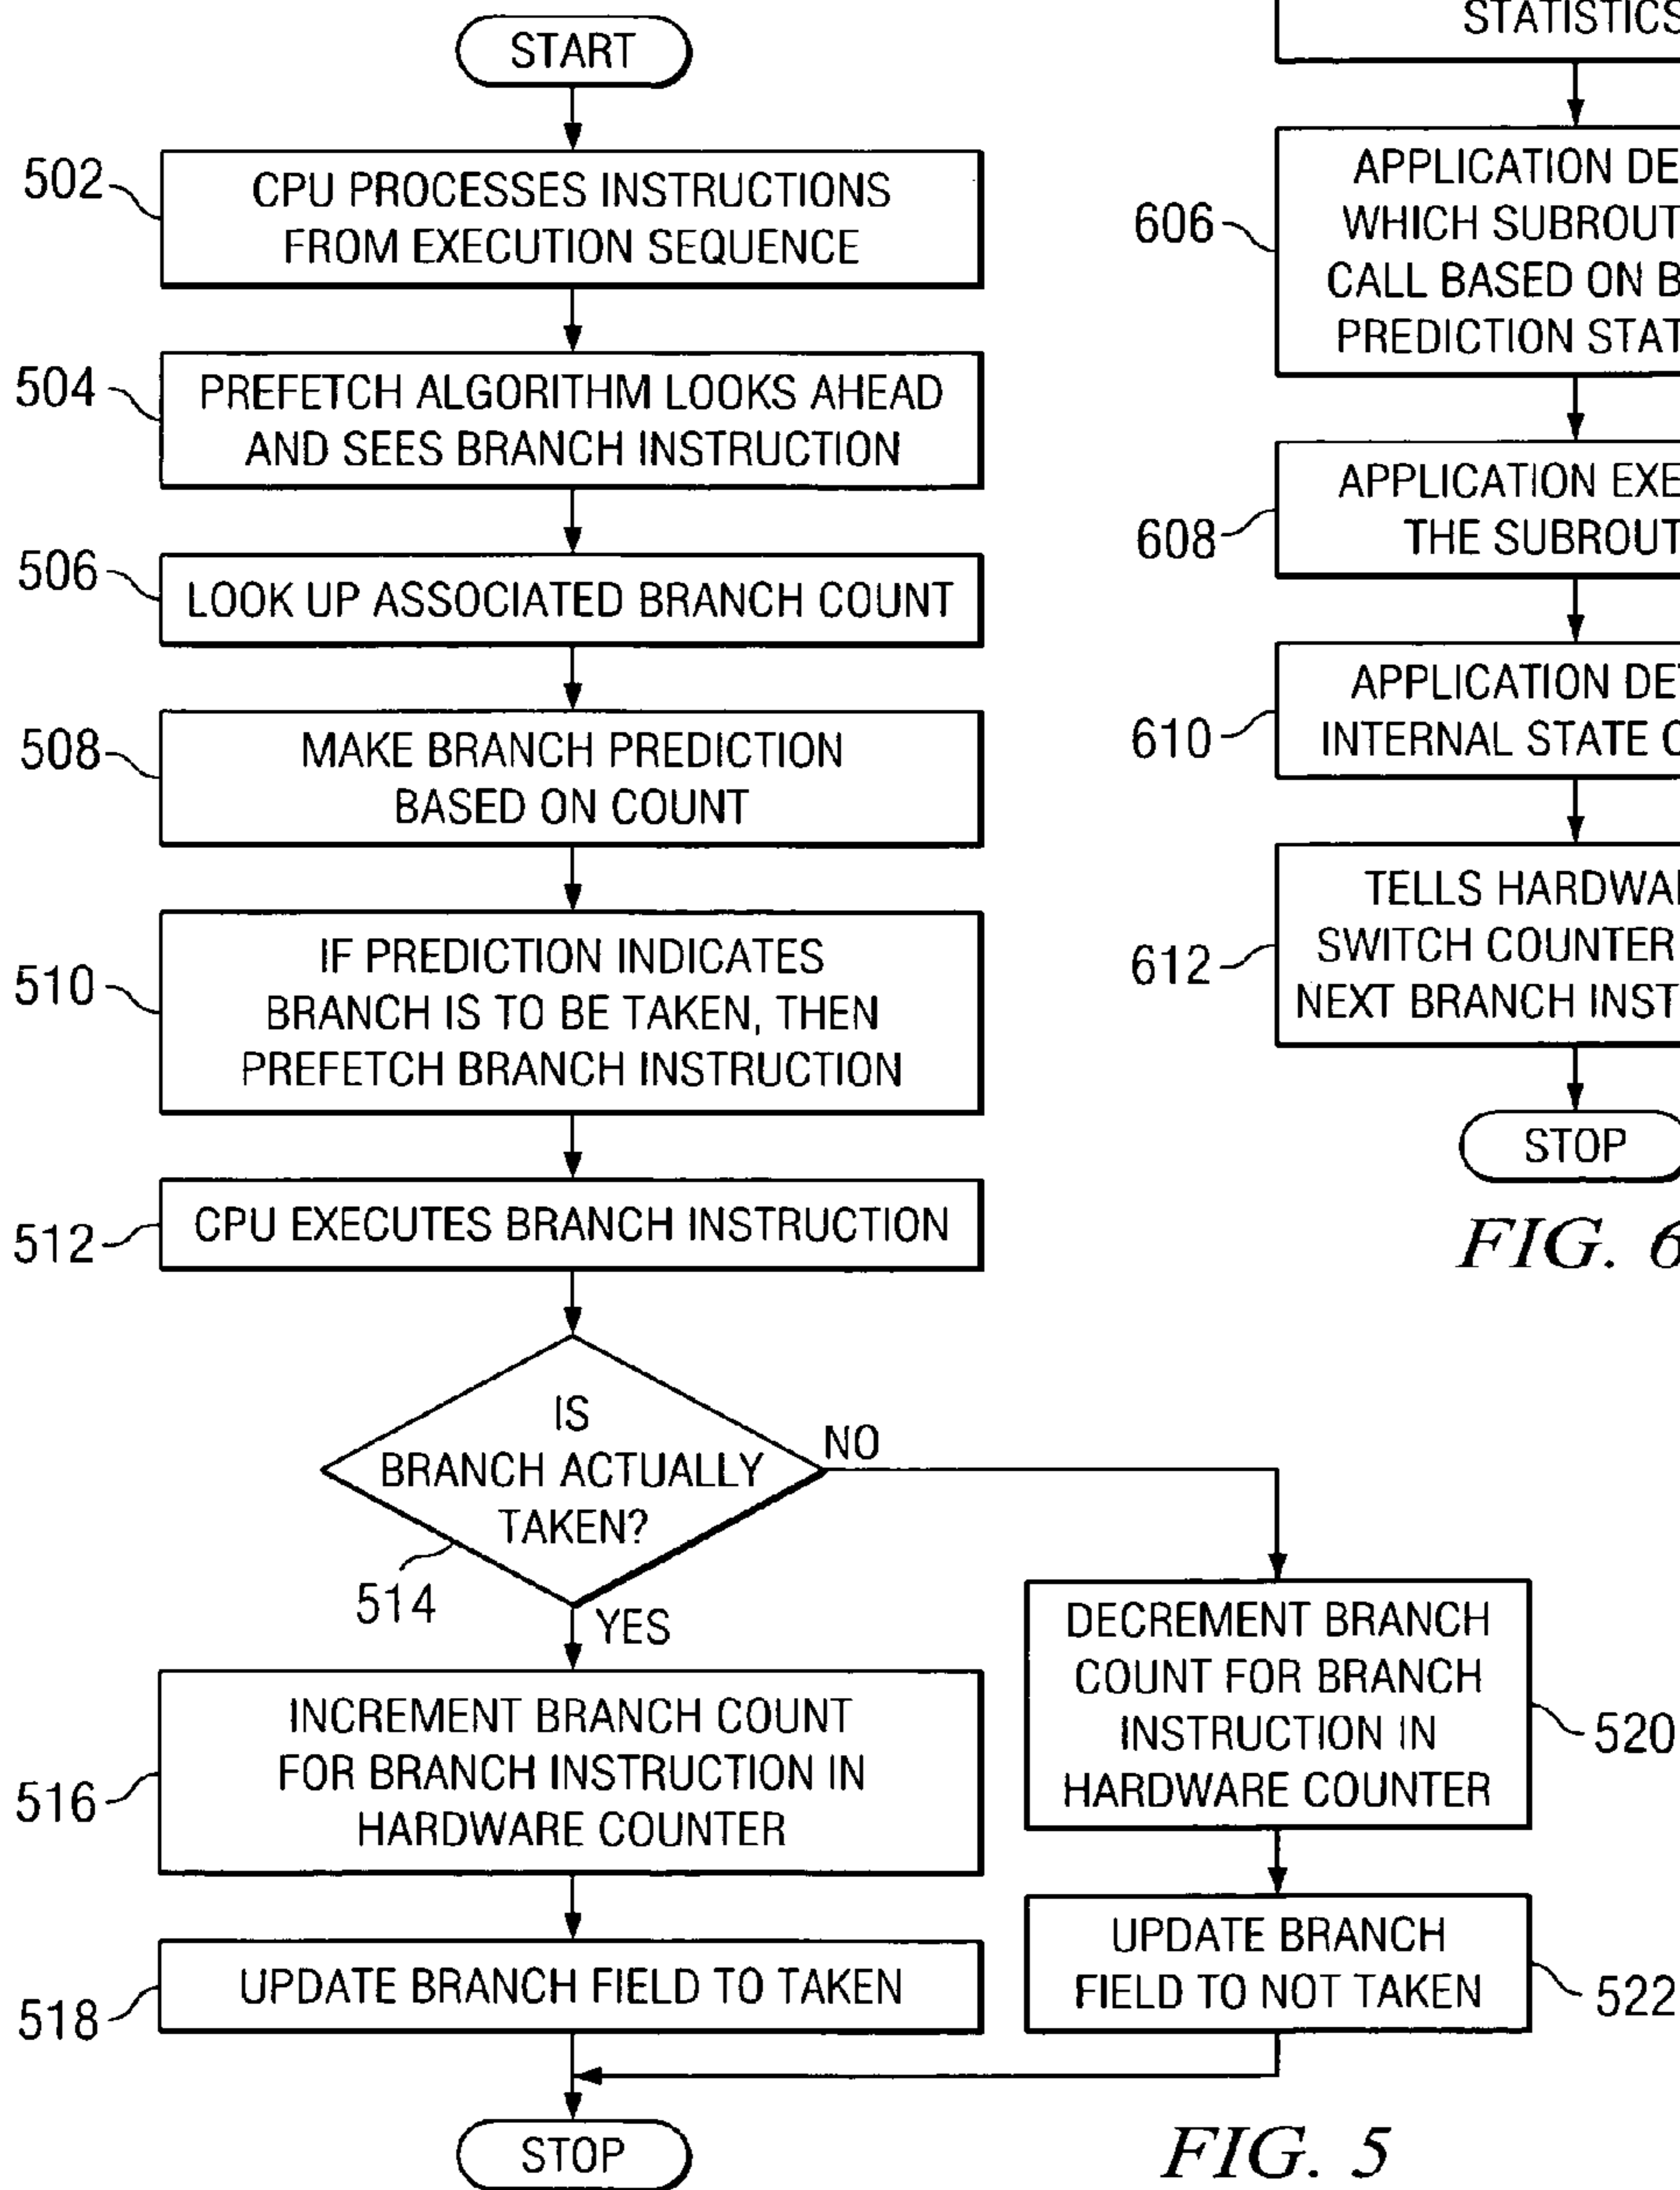 START
502
CPU PROCESSES INSTRUCTIONS
FROM EXECUTION SEQUENCE
504
PREFETCH ALGORITHM LOOKS AHEAD
AND SEES BRANCH INSTRUCTION
506
LOOK UP ASSOCIATED BRANCH COUNT
508
MAKE BRANCH PREDICTION
BASED ON COUNT
510
IF PREDICTION INDICATES
BRANCH IS TO BE TAKEN, THEN
PREFETCH BRANCH INSTRUCTION
512
CPU EXECUTES BRANCH INSTRUCTION
IS
BRANCH ACTUALLY
TAKEN?
514
NO
YES
516
INCREMENT BRANCH COUNT
FOR BRANCH INSTRUCTION IN
HARDWARE COUNTER
518
UPDATE BRANCH FIELD TO TAKEN
DECREMENT BRANCH
COUNT FOR BRANCH
INSTRUCTION IN
HARDWARE COUNTER
520
UPDATE BRANCH
FIELD TO NOT TAKEN
522
STOP
FIG. 5
STATISTICS
606
APPLICATION DE
WHICH SUBROUT
CALL BASED ON B
PREDICTION STAT
608
APPLICATION EXE
THE SUBROUT
610
APPLICATION DE
INTERNAL STATE
612
TELLS HARDWA
SWITCH COUNTER
NEXT BRANCH INST
STOP
FIG. 6